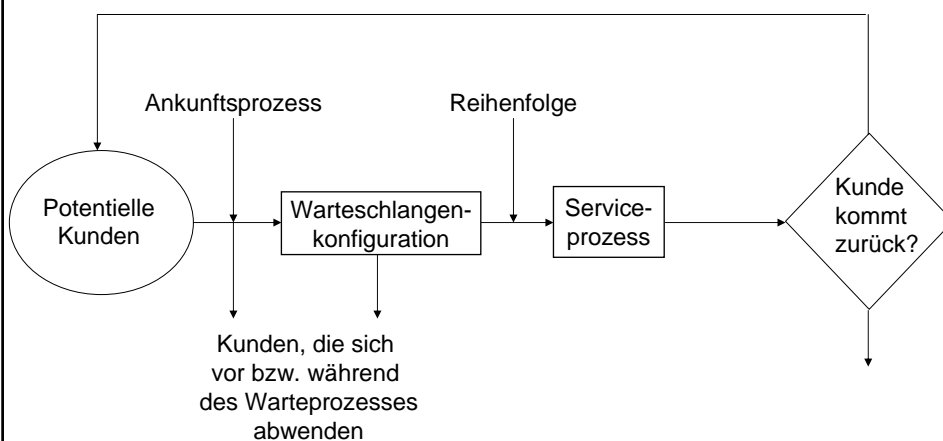 Ankunftsprozess
Reihenfolge
Potentielle
Kunden
Warteschlangen-
konfiguration
Service-
prozess
Kunde
kommt
zurück?
Kunden, die sich
vor bzw. während
des Warteprozesses
abwenden